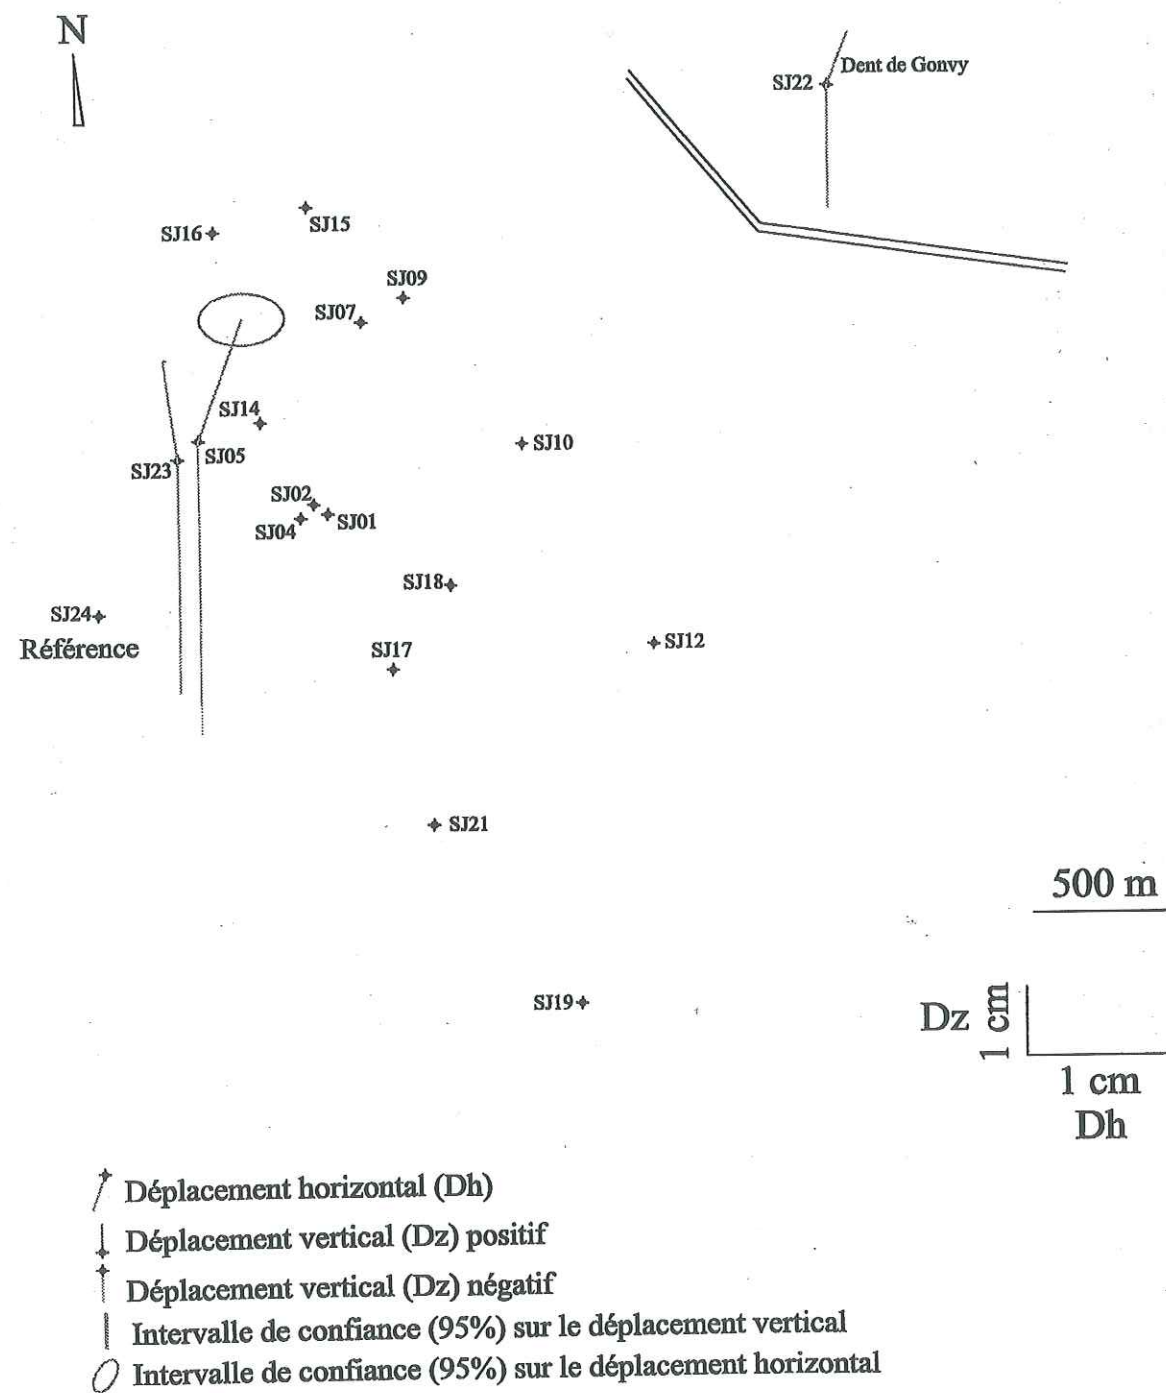 N
Dent de Gonvy
SJ22
SJ15
SJ16
SJ09
SJ07
SJ14
SJ05
SJ23
SJ10
SJ02
SJ01
SJ04
SJ18
SJ24
Référence
SJ12
SJ17
SJ21
500 m
SJ19
Dz
1 cm
1 cm
Dh
Déplacement horizontal (Dh)
Déplacement vertical (Dz) positif
Déplacement vertical (Dz) négatif
Intervalle de confiance (95%) sur le déplacement vertical
Intervalle de confiance (95%) sur le déplacement horizontal